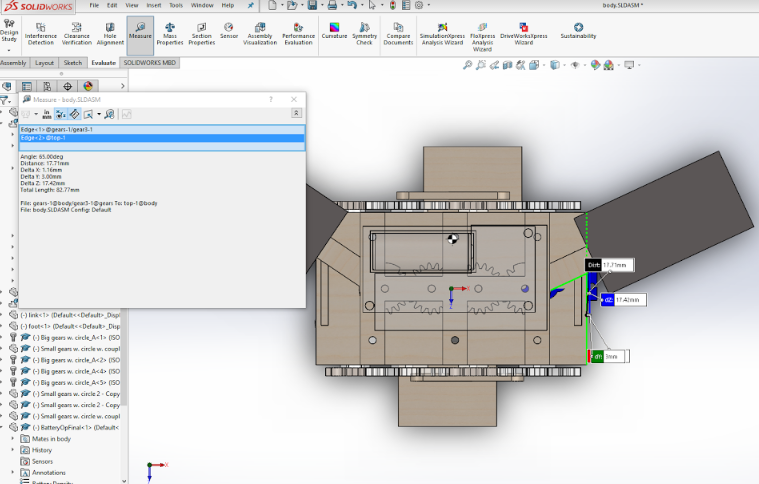 SOLIDWORKS
File Edit View Insert Tools Simulation Window Help
body.SLDASM *
Design Study
Interference Detection
Clearance Verification
Hole Alignment
Measure
Mass Properties
Section Properties
Sensor
Assembly Visualization
Performance Evaluation
Curvature
Symmetry Check
Compare Documents
SimulationXpress Analysis Wizard
FloXpress Analysis Wizard
DriveWorksXpress Wizard
Sustainability
Assembly Layout Sketch Evaluate SOLIDWORKS MBD
Measure - body.SLDASM
Edge<1>@gears-1/gear3-1
Edge<2>@top-1
Angle: 65.00deg
Distance: 17.71mm
Delta X: 1.16mm
Delta Y: 3.00mm
Delta Z: 17.42mm
Total Length: 82.77mm
File: gears-1@body/gear3-1@gears To: top-1@body
File: body.SLDASM Config: Default
(-) link<1> (Default<<Default>_Displ
(-) foot<1> (Default<<Default>_Disp
(-) Big gears w. circle_A<1> (ISO
(-) Small gears w. circle w. coupl
(-) Big gears w. circle_A<2> (ISO
(-) Big gears w. circle_A<4> (ISO
(-) Big gears w. circle_A<5> (ISO
(-) Small gears w. circle 2 - Copy
(-) Small gears w. circle 2 - Copy
(-) Small gears w. circle w. coupl
(-) BatteryOpFinal<1> (Default<
Mates in body
History
Sensors
Annotations
Dist: 17.71mm
dZ: 17.42mm
dY: 3mm